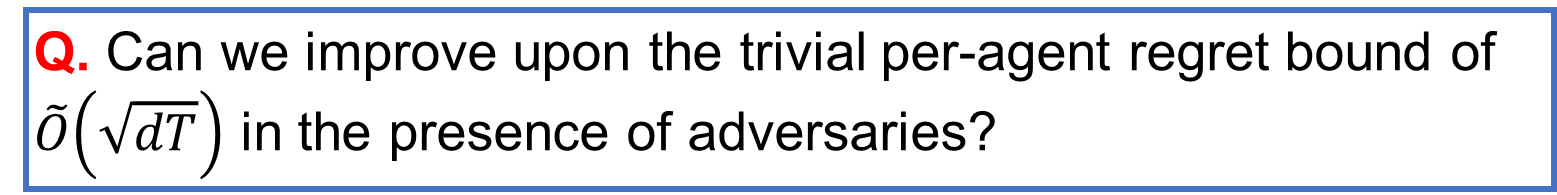 Q. Can we improve upon the trivial per-agent regret bound of
Õ(√dT) in the presence of adversaries?